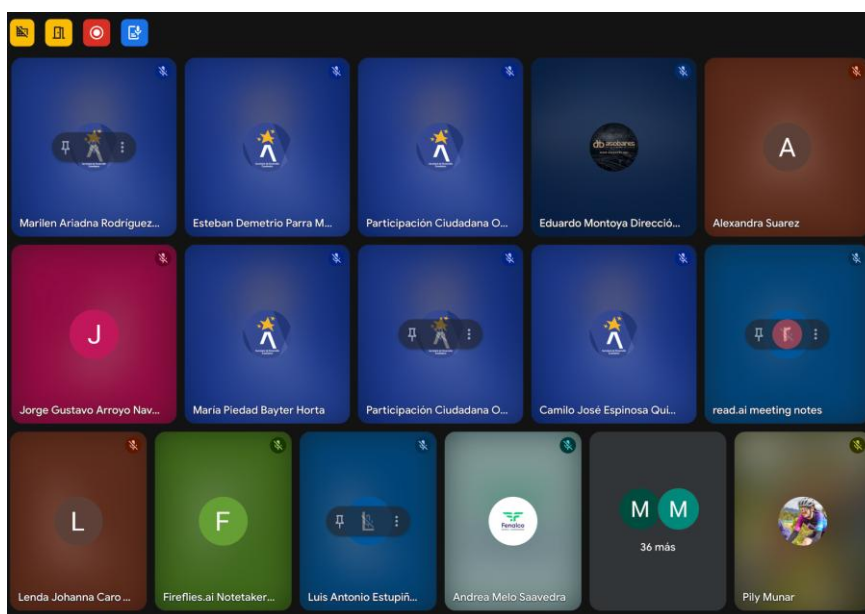 Marilen Ariadna Rodríguez...
Esteban Demetrio Parra M...
Participación Ciudadana O...
db asobares
Eduardo Montoya Direcció...
A
Alexandra Suarez
J
Jorge Gustavo Arroyo Nav...
María Piedad Bayter Horta
Participación Ciudadana O...
Camilo José Espinosa Qui...
r
read.ai meeting notes
L
Lenda Johanna Caro ...
F
Fireflies.ai Notetaker...
Luis Antonio Estupiñ...
Fenalco
Andrea Melo Saavedra
M M
36 más
Pily Munar